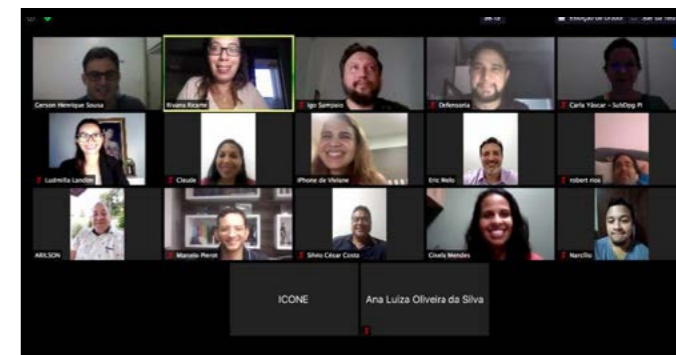 Gerson Henrique Sousa
Rivana Ricarte
Igo Sampaio
Defensoria
Carla Yáscar - SubDpg PI
Ludmilla Landim
Claude
iPhone de Viviane
Eric Melo
robert rios
ARILSON
Marcelo Pierot
Silvio César Costa
Gisela Mendes
Narcílio
ICONE
Ana Luiza Oliveira da Silva